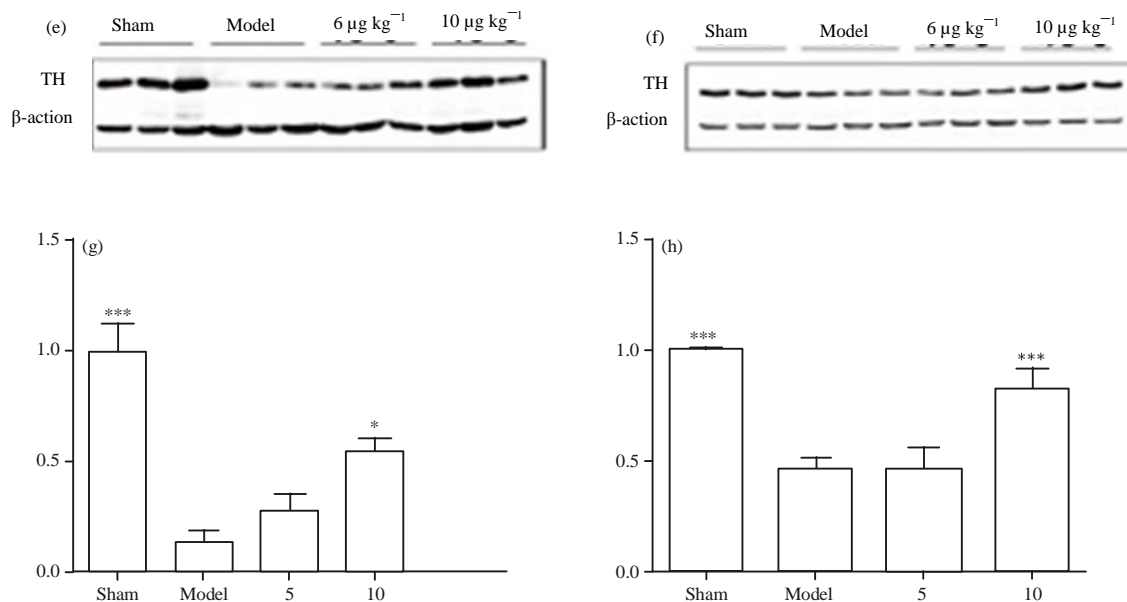 (e) Sham Model 6 µg kg⁻¹ 10 µg kg⁻¹
TH
β-action
(f) Sham Model 6 µg kg⁻¹ 10 µg kg⁻¹
TH
β-action
(g)
1.5
1.0
0.5
0.0
***
*
Sham Model 5 10
(h)
1.5
1.0
0.5
0.0
***
***
Sham Model 5 10